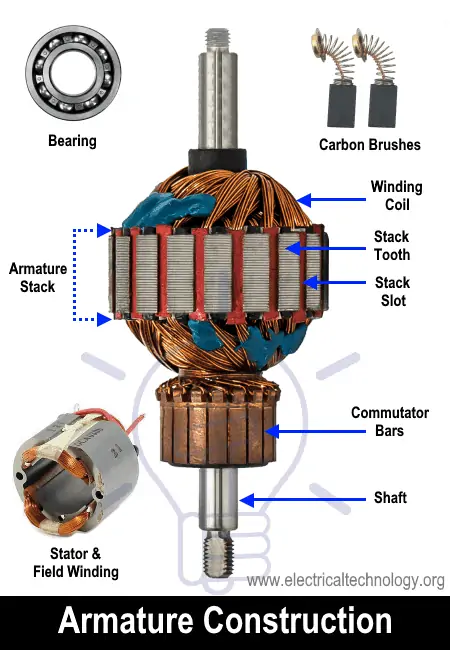 Bearing
Carbon Brushes
Winding
Coil
Stack
Tooth
Armature
Stack
Stack
Slot
Commutator
Bars
Shaft
Stator &
Field Winding
www.electricaltechnology.org
Armature Construction